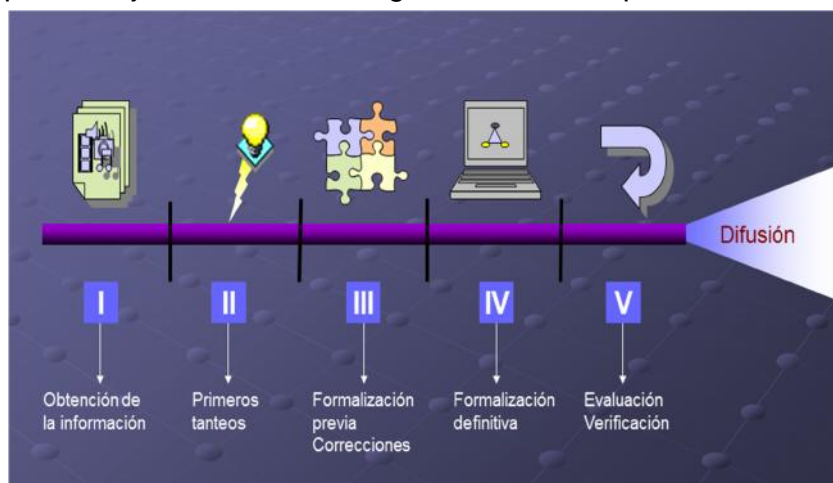 Difusión
I
II
III
IV
V
Obtención de
la información
Primeros
tanteos
Formalización
previa
Correcciones
Formalización
definitiva
Evaluación
Verificación